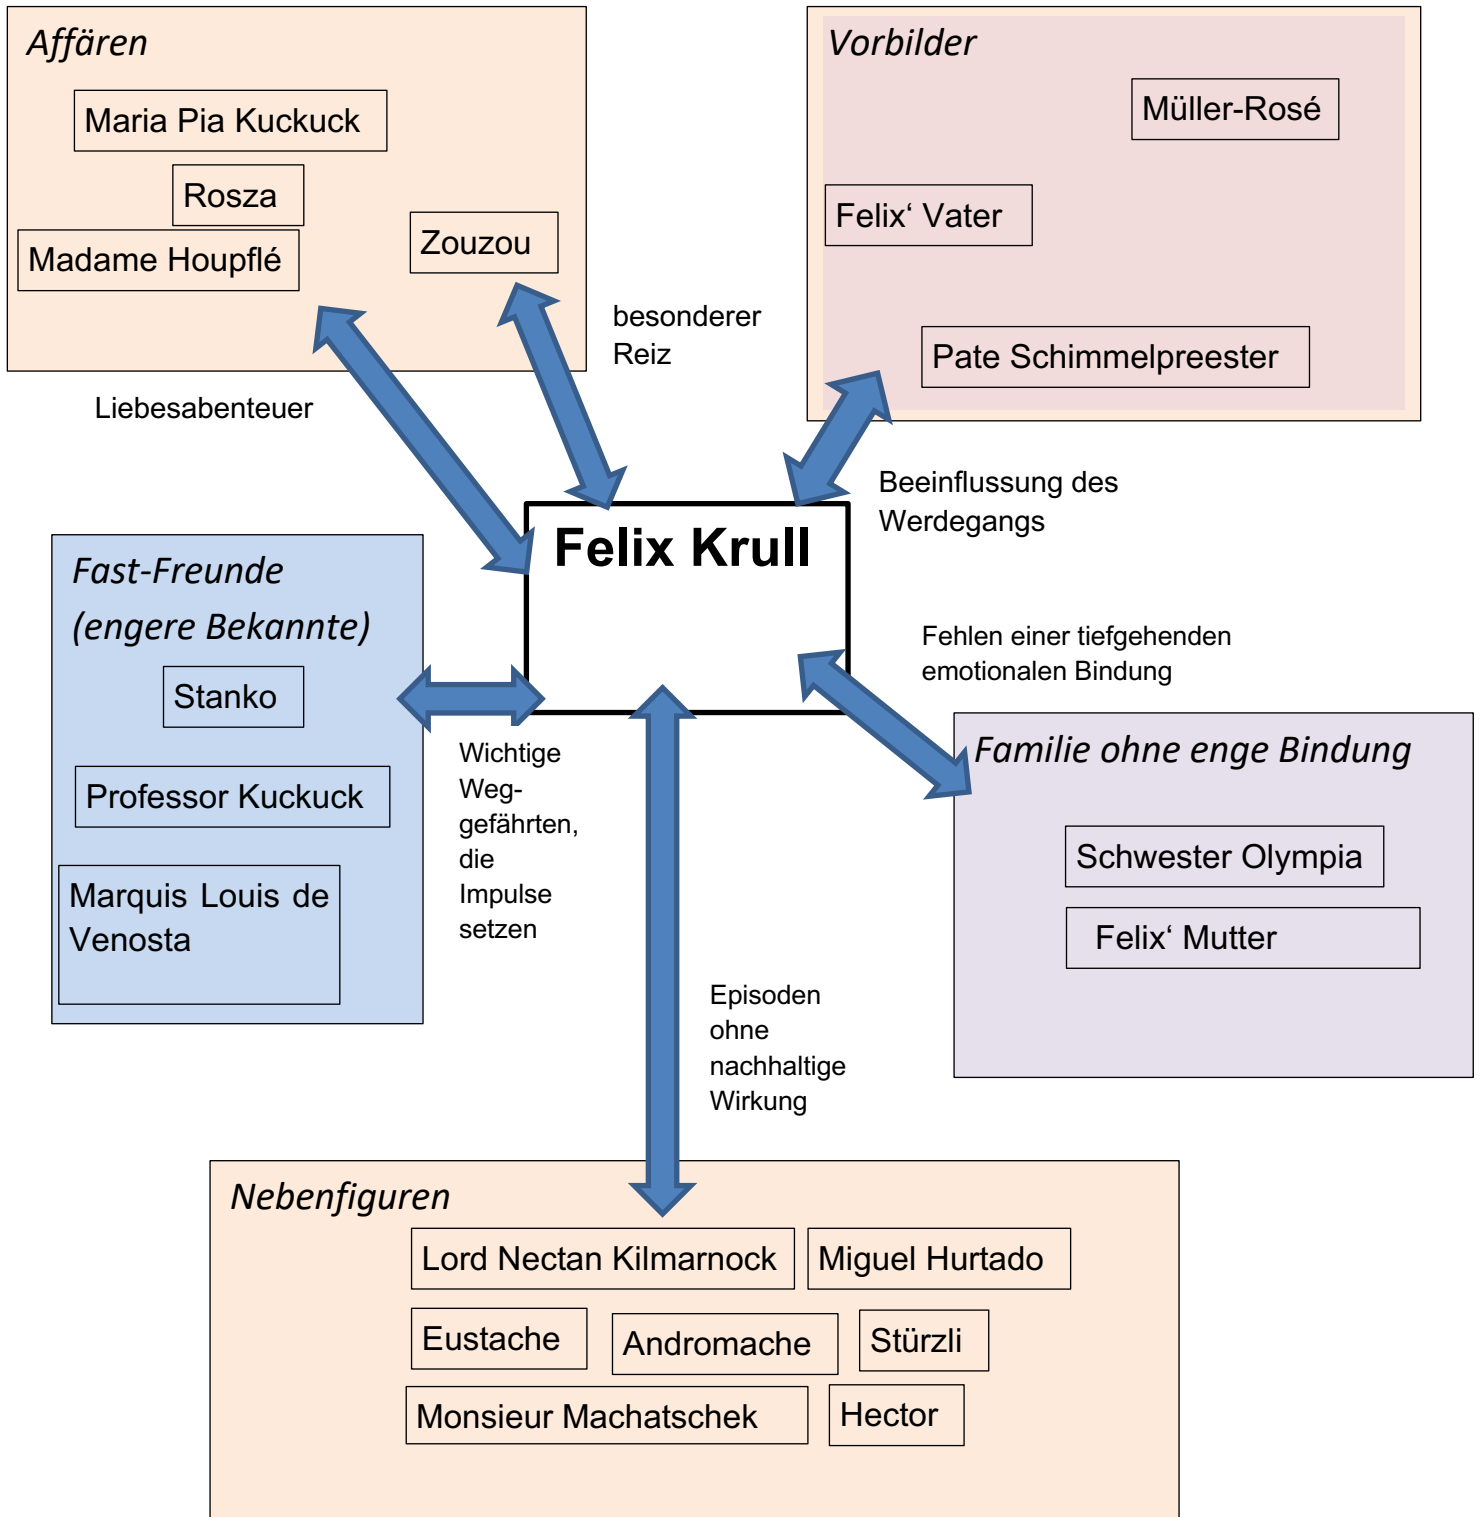 Affären
Maria Pia Kuckuck
Rosza
Madame Houpflé
Zouzou
Vorbilder
Müller-Rosé
Felix‘ Vater
Pate Schimmelpreester
besonderer
Reiz
Liebesabenteuer
Beeinflussung des
Werdegangs
Felix Krull
Fast-Freunde
(engere Bekannte)
Stanko
Professor Kuckuck
Marquis Louis de
Venosta
Wichtige
Weg-
gefährten,
die
Impulse
setzen
Fehlen einer tiefgehenden
emotionalen Bindung
Familie ohne enge Bindung
Schwester Olympia
Felix‘ Mutter
Episoden
ohne
nachhaltige
Wirkung
Nebenfiguren
Lord Nectan Kilmarnock
Miguel Hurtado
Eustache
Andromache
Stürzli
Monsieur Machatschek
Hector